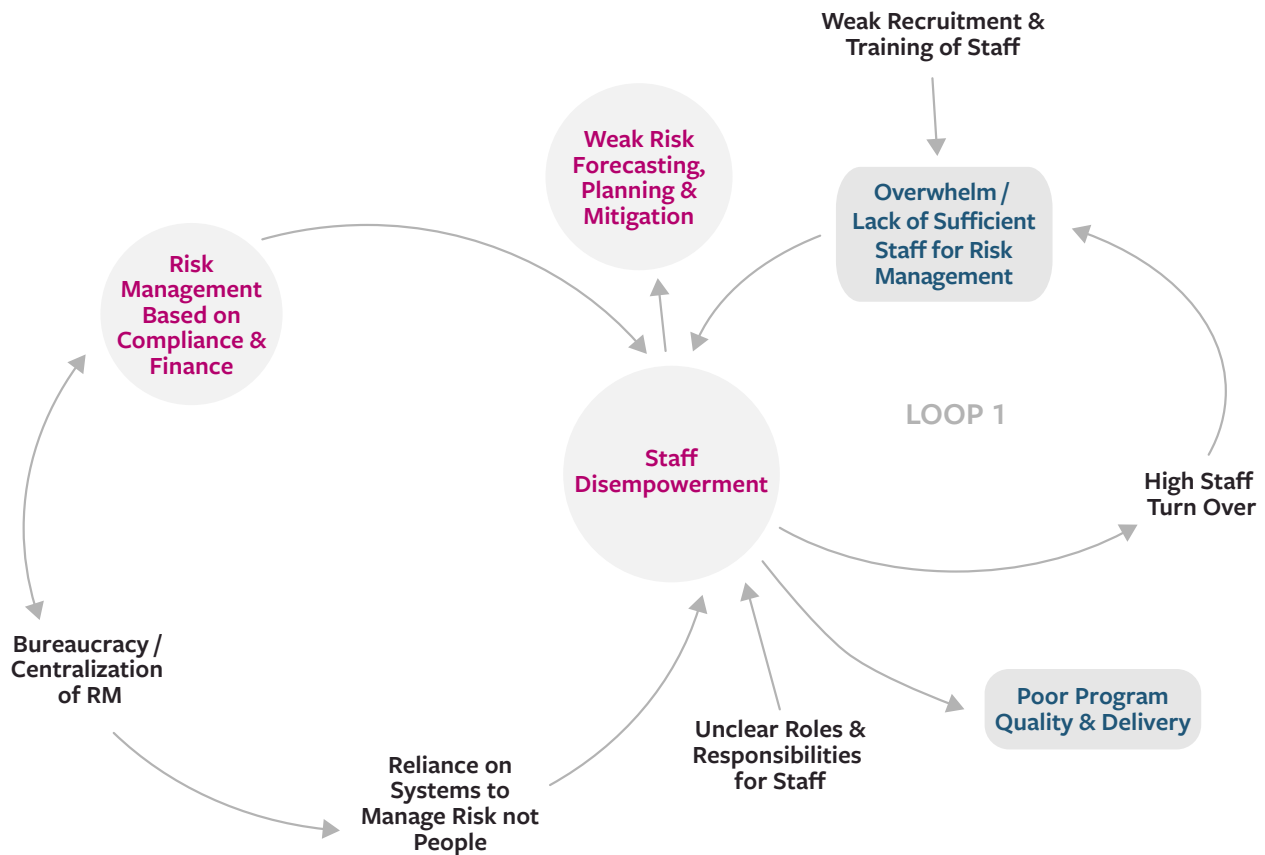 Weak Recruitment &
Training of Staff
Weak Risk
Forecasting,
Planning &
Mitigation
Overwhelm /
Lack of Sufficient
Staff for Risk
Management
Risk
Management
Based on
Compliance &
Finance
LOOP 1
Staff
Disempowerment
High Staff
Turn Over
Bureaucracy /
Centralization
of RM
Poor Program
Quality & Delivery
Unclear Roles &
Responsibilities
for Staff
Reliance on
Systems to
Manage Risk not
People